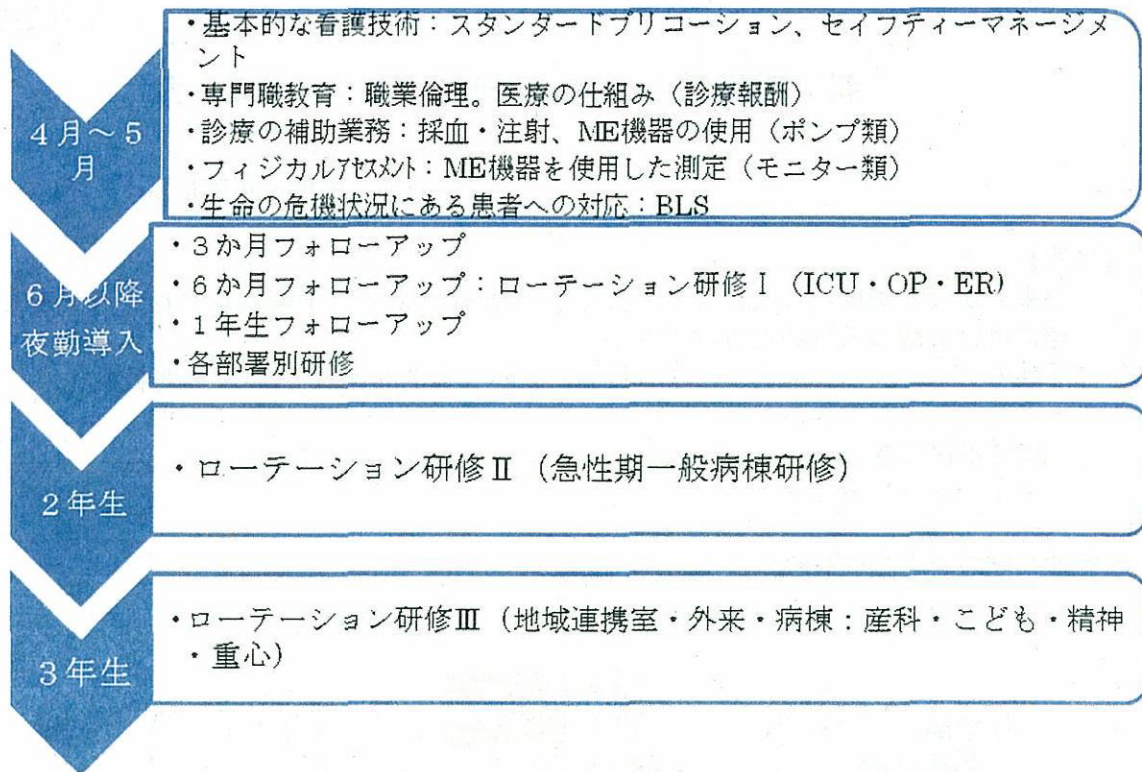 4月～5
月
・基本的な看護技術：スタンダードプリコーション、セイフティーマネージメ
ント
・専門職教育：職業倫理。医療の仕組み（診療報酬）
・診療の補助業務：採血・注射、ME機器の使用（ポンプ類）
・フィジカルｱｾｽﾒﾝﾄ：ME機器を使用した測定（モニター類）
・生命の危機状況にある患者への対応：BLS
6月以降
夜勤導入
・3か月フォローアップ
・6か月フォローアップ：ローテーション研修Ⅰ（ICU・OP・ER）
・1年生フォローアップ
・各部署別研修
2年生
・ローテーション研修Ⅱ（急性期一般病棟研修）
3年生
・ローテーション研修Ⅲ（地域連携室・外来・病棟：産科・こども・精神
・重心）